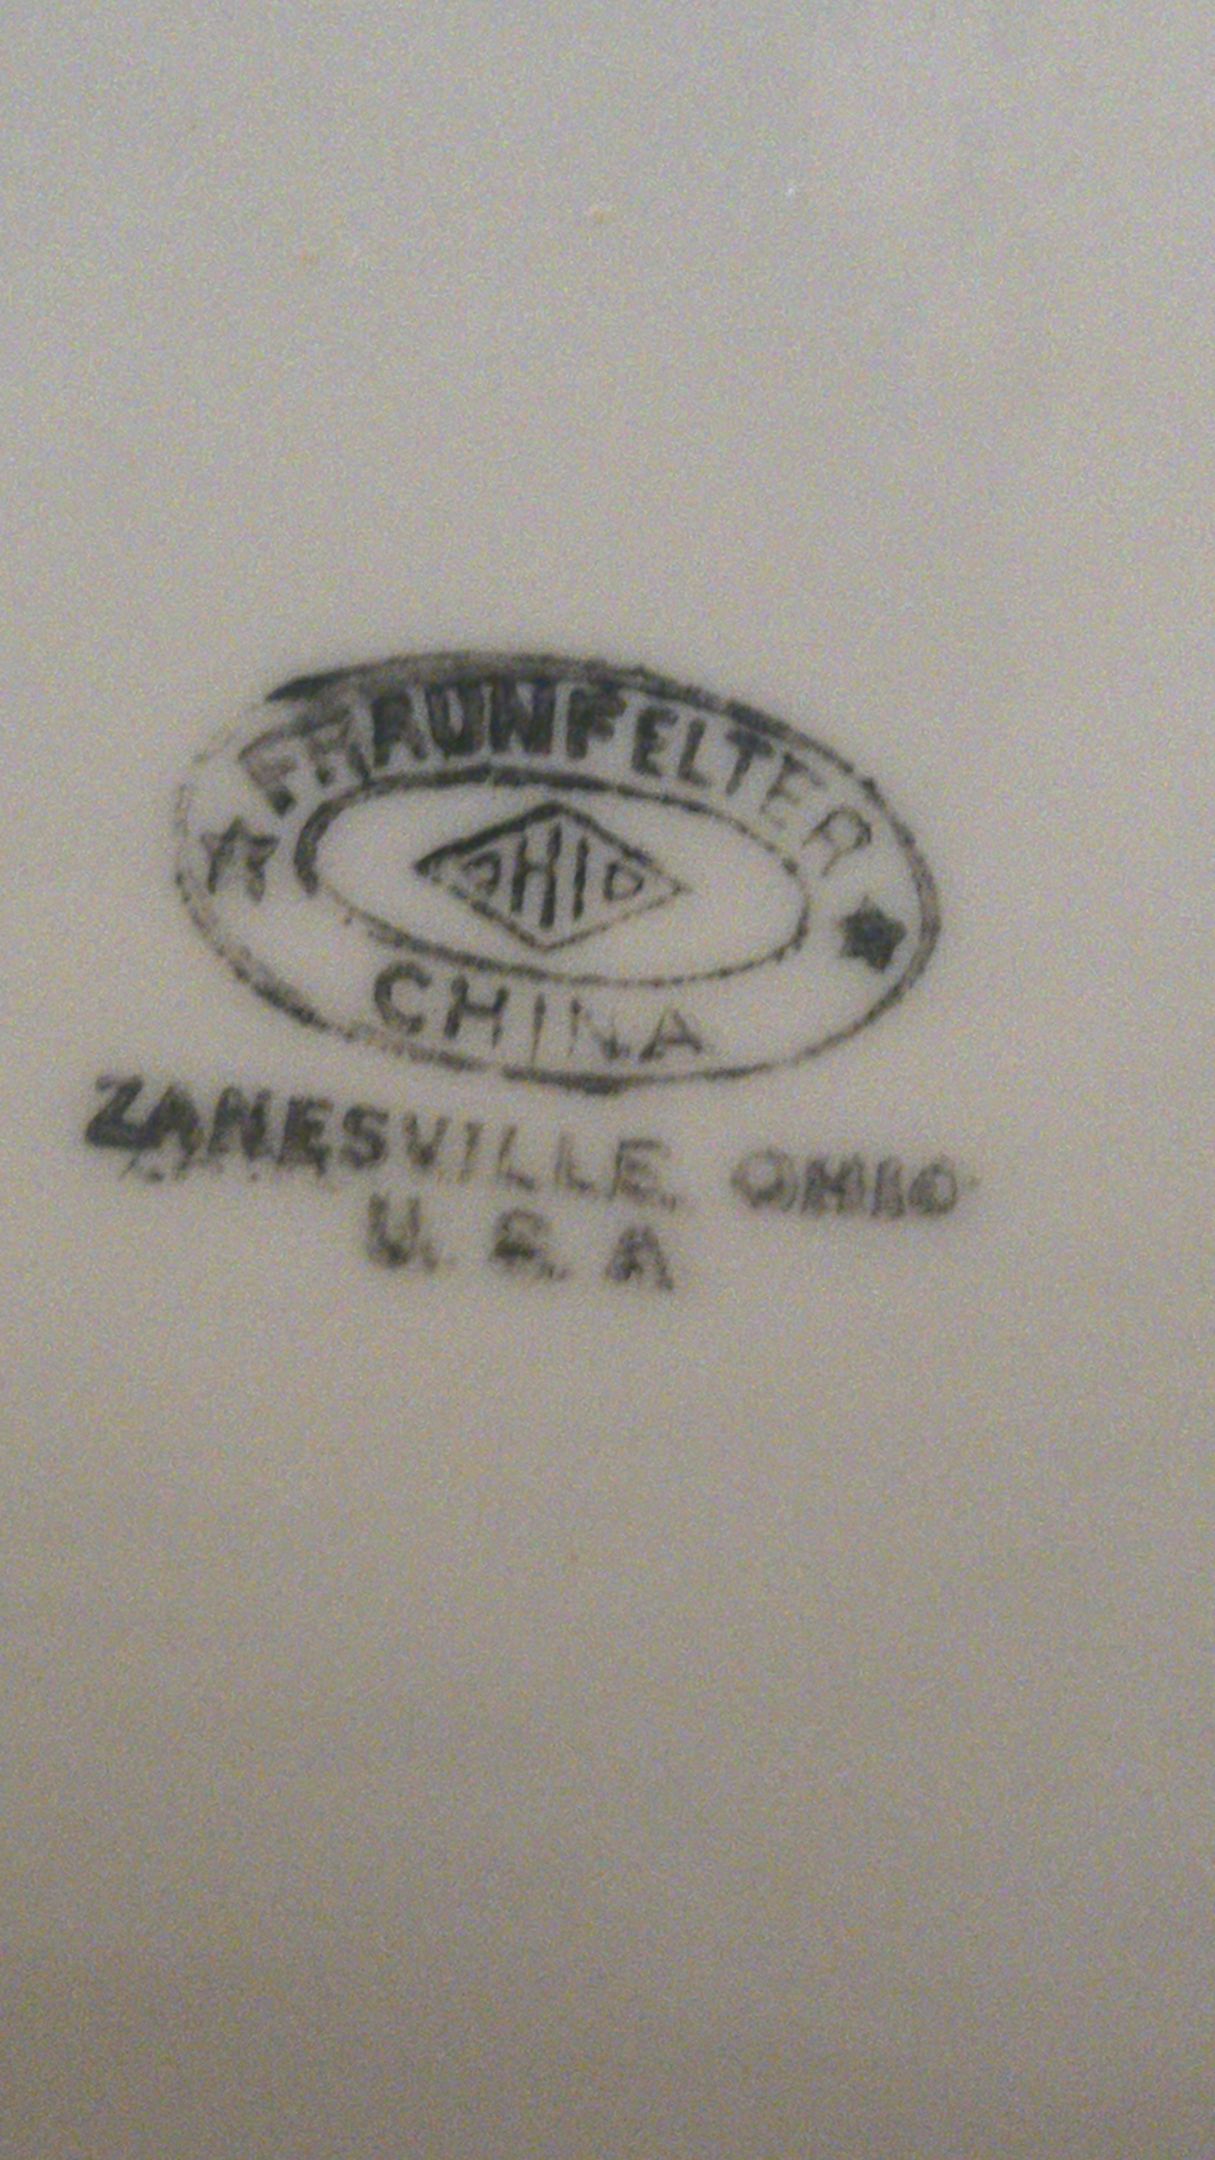 FRAUNFELTER
OHIO
CHINA
ZANESVILLE. OHIO
U. S. A